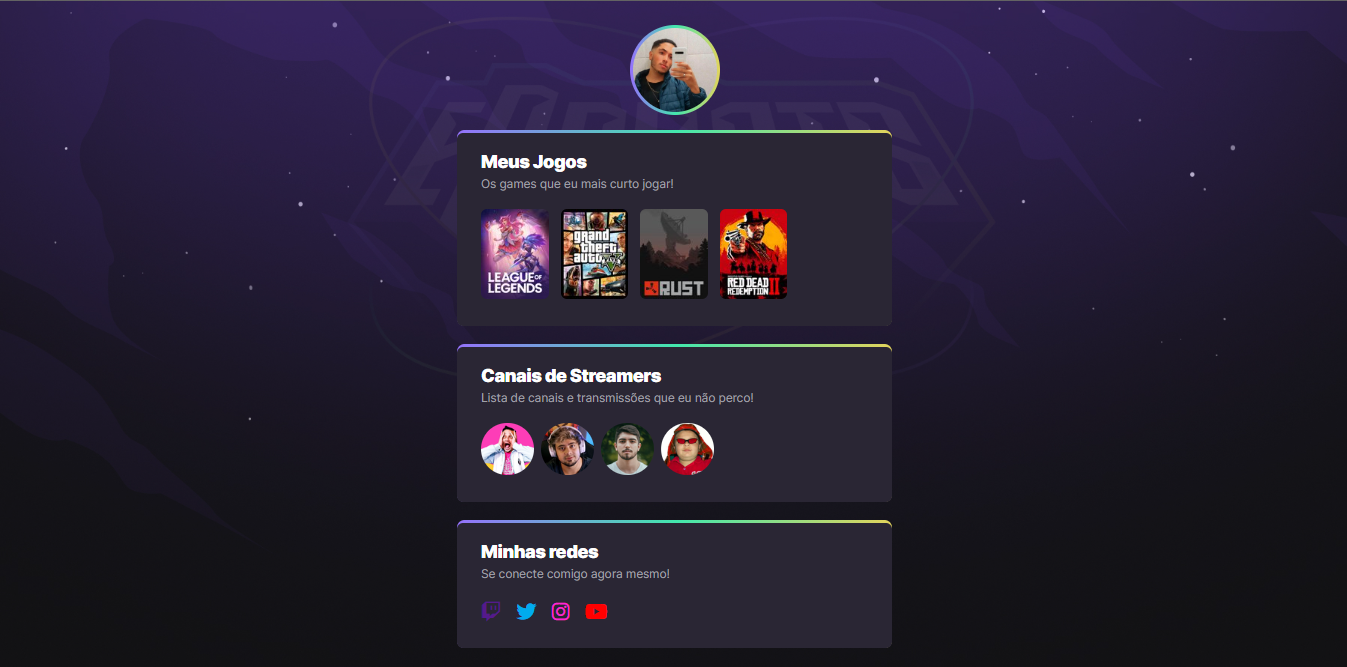 Meus Jogos
Os games que eu mais curto jogar!
LEAGUE OF
LEGENDS
grand
theft
auto
V
RUST
RED DEAD
REDEMPTION II
Canais de Streamers
Lista de canais e transmissões que eu não perco!
Minhas redes
Se conecte comigo agora mesmo!